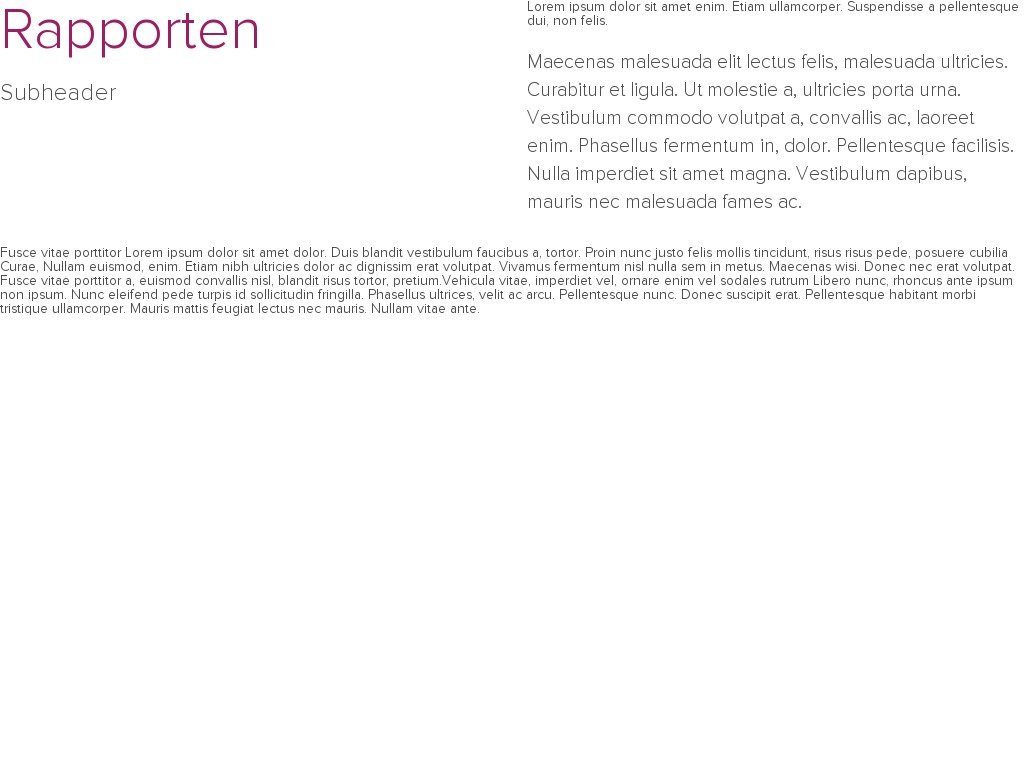 Rapporten
Subheader
Lorem ipsum dolor sit amet enim. Etiam ullamcorper. Suspendisse a pellentesque
dui, non felis.
Maecenas malesuada elit lectus felis, malesuada ultricies.
Curabitur et ligula. Ut molestie a, ultricies porta urna.
Vestibulum commodo volutpat a, convallis ac, laoreet
enim. Phasellus fermentum in, dolor. Pellentesque facilisis.
Nulla imperdiet sit amet magna. Vestibulum dapibus,
mauris nec malesuada fames ac.
Fusce vitae porttitor Lorem ipsum dolor sit amet dolor. Duis blandit vestibulum faucibus a, tortor. Proin nunc justo felis mollis tincidunt, risus risus pede, posuere cubilia
Curae, Nullam euismod, enim. Etiam nibh ultricies dolor ac dignissim erat volutpat. Vivamus fermentum nisl nulla sem in metus. Maecenas wisi. Donec nec erat volutpat.
Fusce vitae porttitor a, euismod convallis nisl, blandit risus tortor, pretium.Vehicula vitae, imperdiet vel, ornare enim vel sodales rutrum Libero nunc, rhoncus ante ipsum
non ipsum. Nunc eleifend pede turpis id sollicitudin fringilla. Phasellus ultrices, velit ac arcu. Pellentesque nunc. Donec suscipit erat. Pellentesque habitant morbi
tristique ullamcorper. Mauris mattis feugiat lectus nec mauris. Nullam vitae ante.